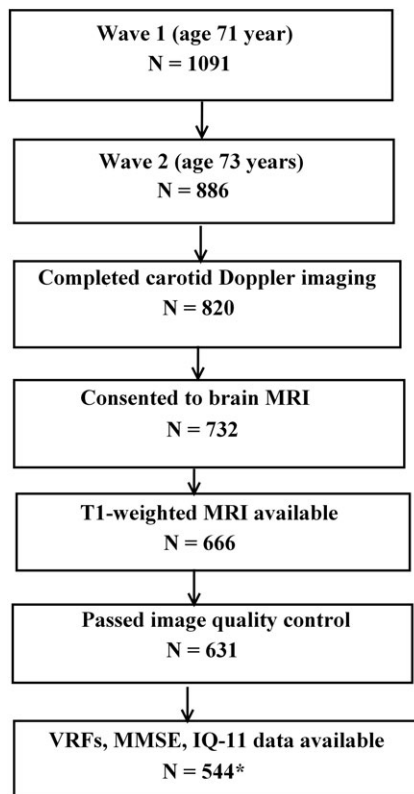 Wave 1 (age 71 year)
N = 1091
Wave 2 (age 73 years)
N = 886
Completed carotid Doppler imaging
N = 820
Consented to brain MRI
N = 732
T1-weighted MRI available
N = 666
Passed image quality control
N = 631
VRFs, MMSE, IQ-11 data available
N = 544*